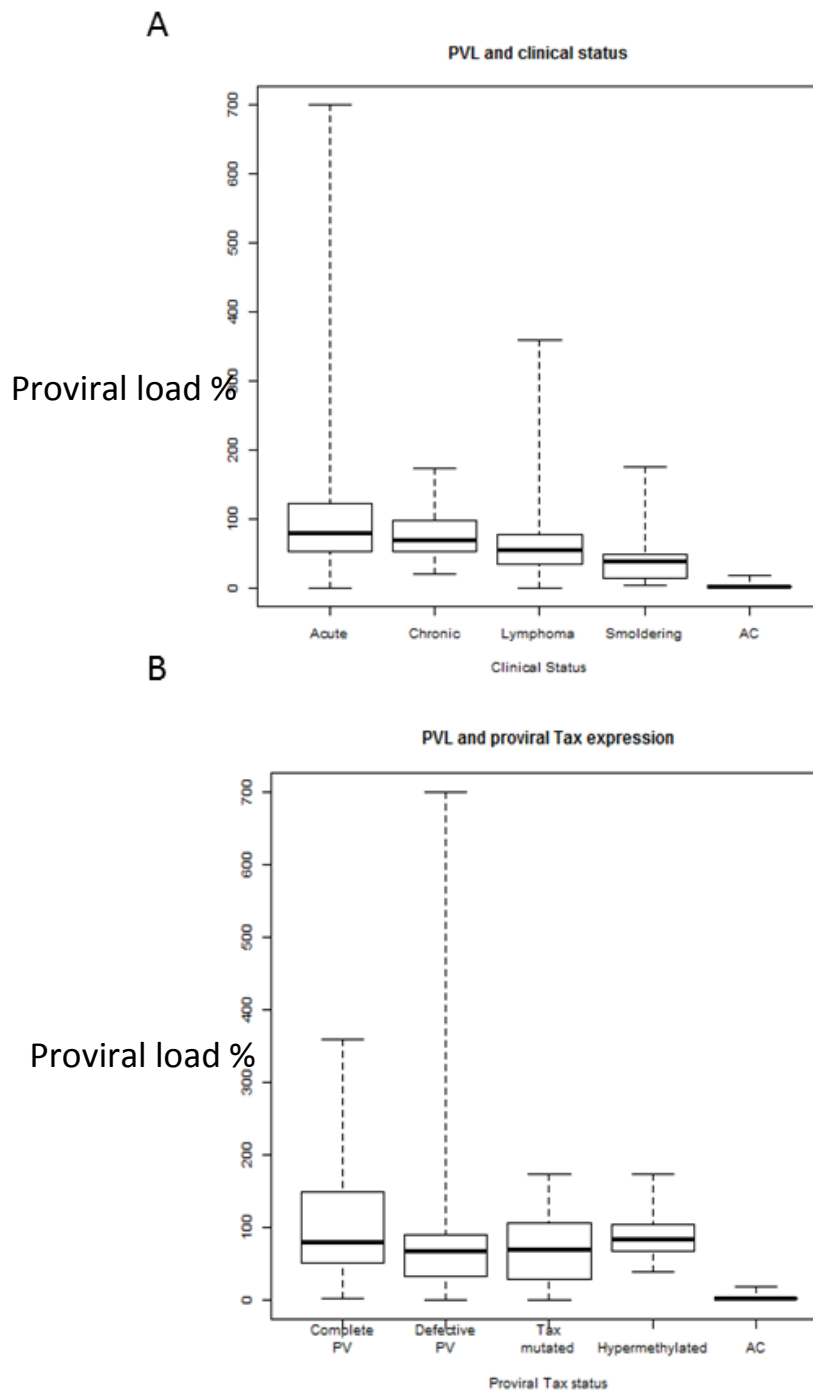 A
PVL and clinical status
700
600
500
400
300
200
100
0
Proviral load %
Acute Chronic Lymphoma Smoldering AC
Clinical Status
B
PVL and proviral Tax expression
700
600
500
400
300
200
100
0
Proviral load %
Complete PV Defective PV Tax mutated Hypermethylated AC
Proviral Tax status